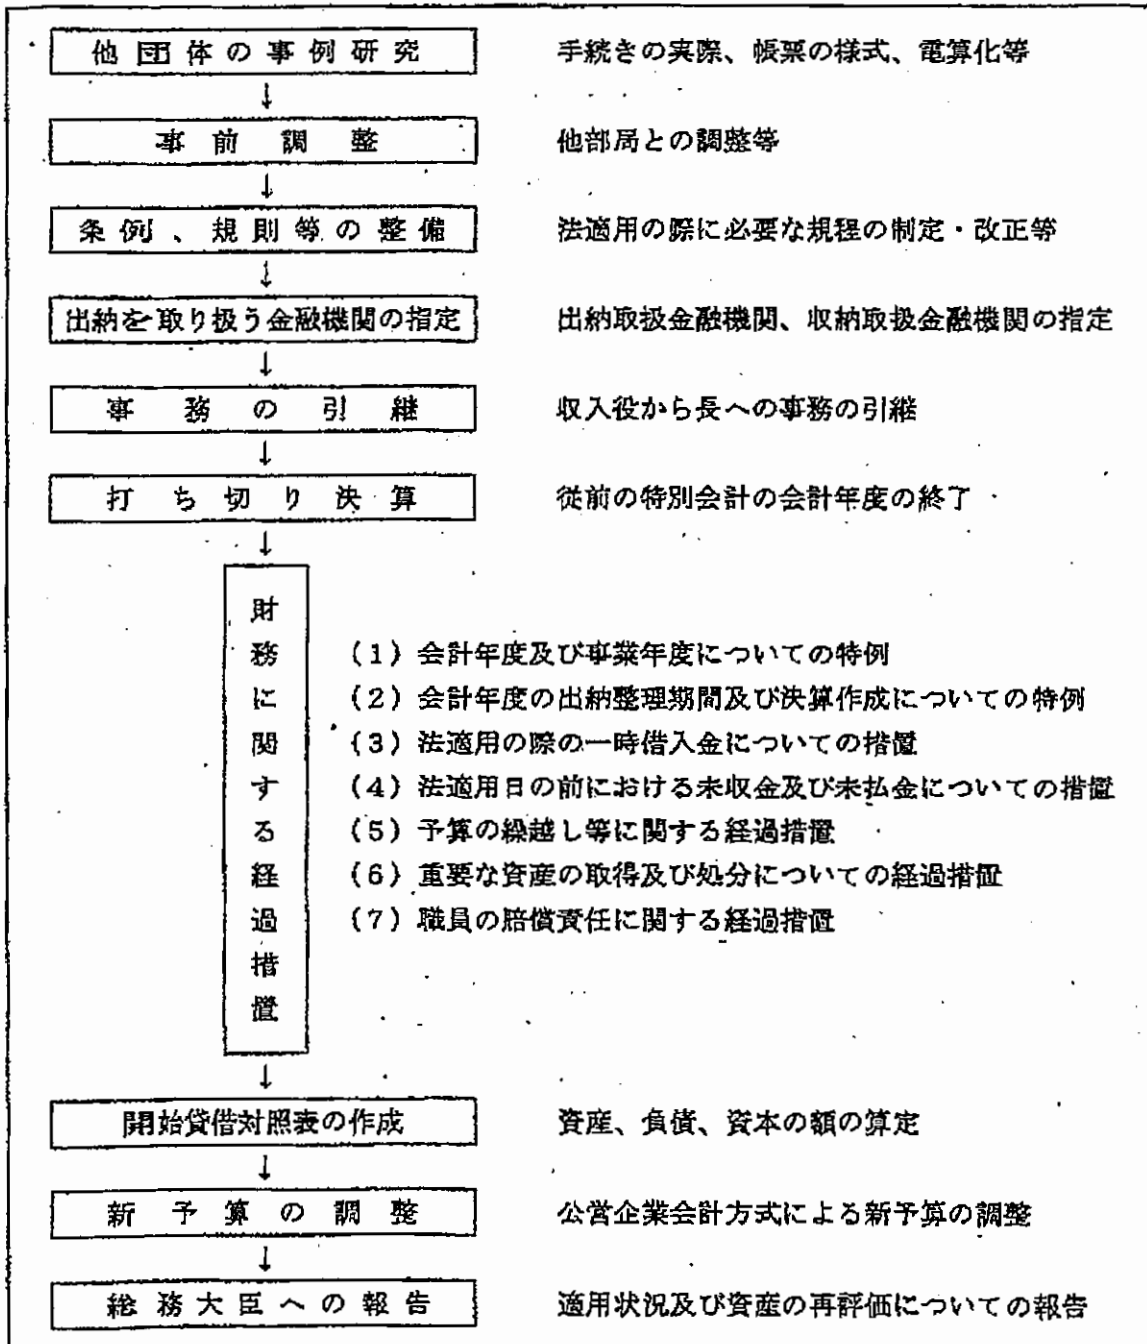 他団体の事例研究 手続きの実際、帳票の様式、電算化等
↓
事前調整 他部局との調整等
↓
条例、規則等の整備 法適用の際に必要な規程の制定・改正等
↓
出納を取り扱う金融機関の指定 出納取扱金融機関、収納取扱金融機関の指定
↓
事務の引継 収入役から長への事務の引継
↓
打ち切り決算 従前の特別会計の会計年度の終了
↓
財務に関する経過措置
(1)会計年度及び事業年度についての特例
(2)会計年度の出納整理期間及び決算作成についての特例
(3)法適用の際の一時借入金についての措置
(4)法適用日の前における未収金及び未払金についての措置
(5)予算の繰越し等に関する経過措置
(6)重要な資産の取得及び処分についての経過措置
(7)職員の賠償責任に関する経過措置
↓
開始貸借対照表の作成 資産、負債、資本の額の算定
↓
新予算の調整 公営企業会計方式による新予算の調整
↓
総務大臣への報告 適用状況及び資産の再評価についての報告